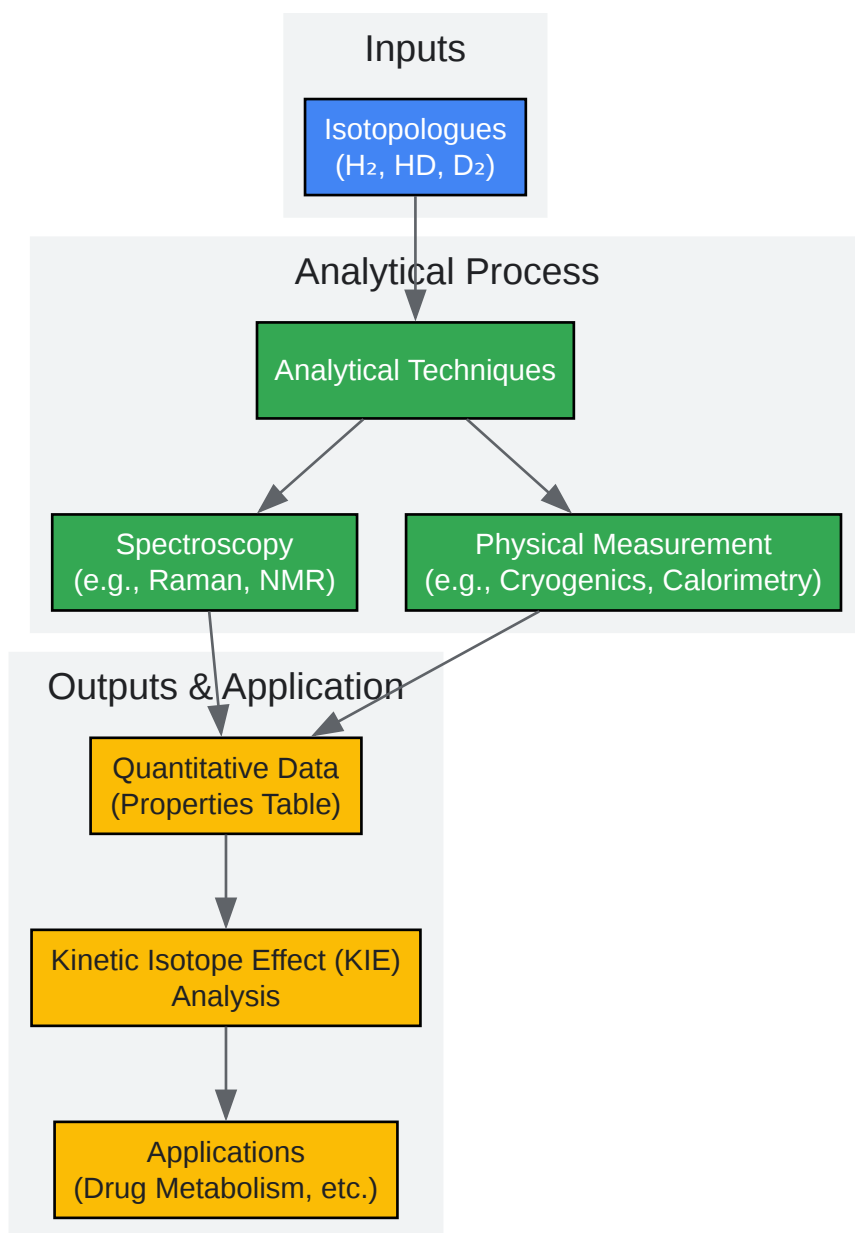 Inputs
Isotopologues
(H₂, HD, D₂)
Analytical Process
Analytical Techniques
Spectroscopy
(e.g., Raman, NMR)
Physical Measurement
(e.g., Cryogenics, Calorimetry)
Outputs & Application
Quantitative Data
(Properties Table)
Kinetic Isotope Effect (KIE)
Analysis
Applications
(Drug Metabolism, etc.)